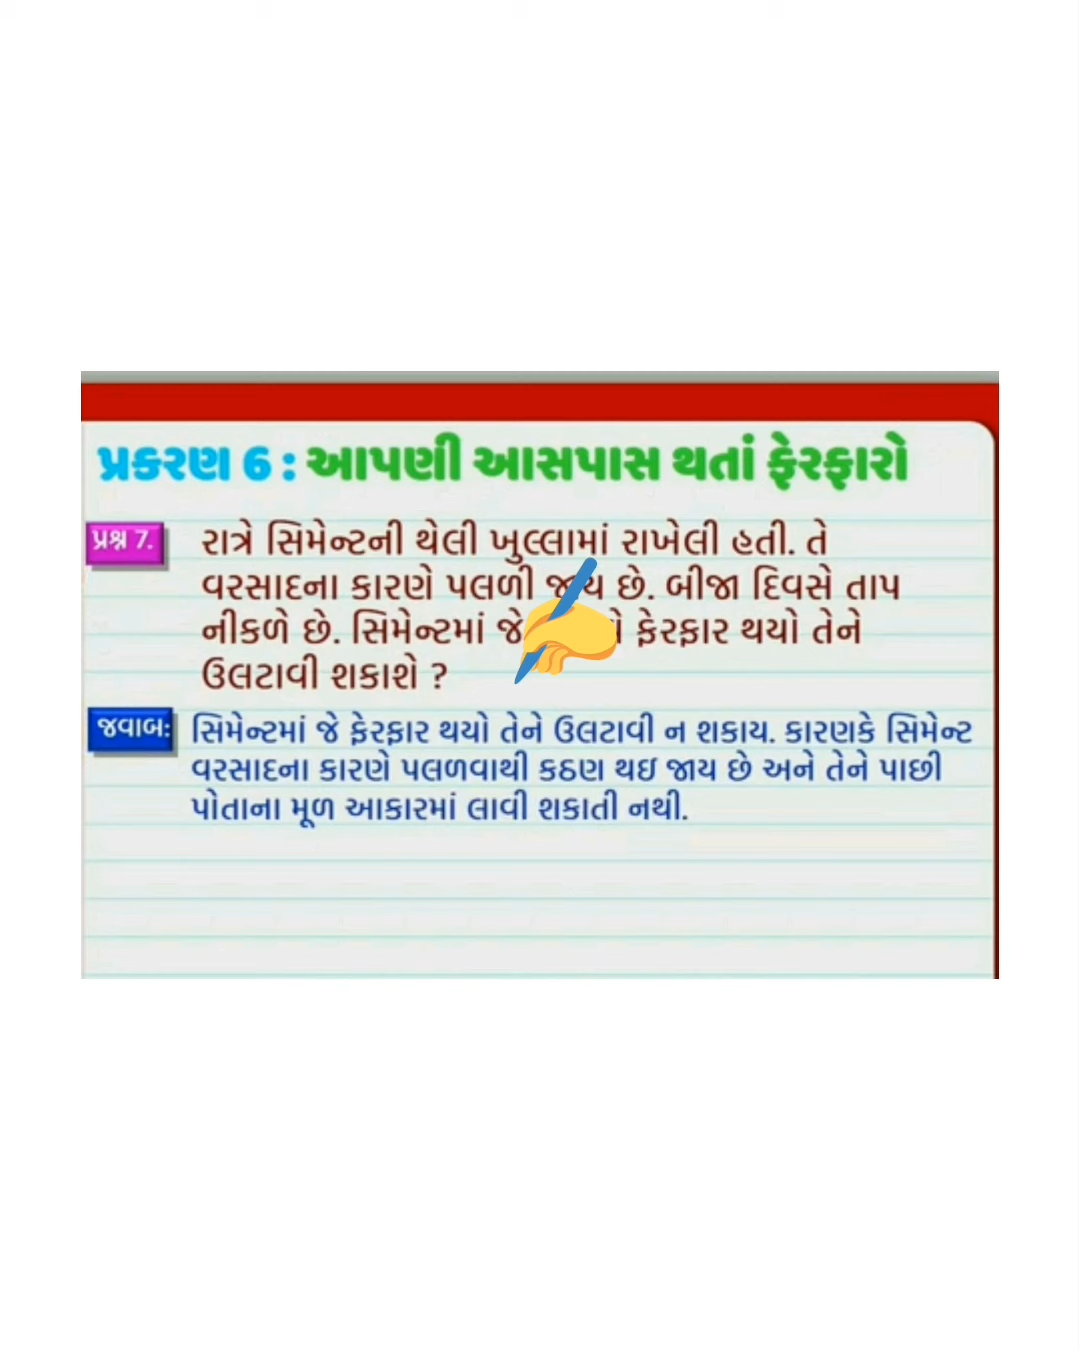 પ્રકરણ 6 : આપણી આસપાસ થતાં ફેરફારો
પ્રશ્ન 7. રાત્રે સિમેન્ટની થેલી ખુલ્લામાં રાખેલી હતી. તે
વરસાદના કારણે પલળી જાય છે. બીજા દિવસે તાપ
નીકળે છે. સિમેન્ટમાં જે ફેરફાર થયો તેને
ઉલટાવી શકાશે ?
જવાબ: સિમેન્ટમાં જે ફેરફાર થયો તેને ઉલટાવી ન શકાય. કારણકે સિમેન્ટ
વરસાદના કારણે પલળવાથી કઠણ થઇ જાય છે અને તેને પાછી
પોતાના મૂળ આકારમાં લાવી શકાતી નથી.